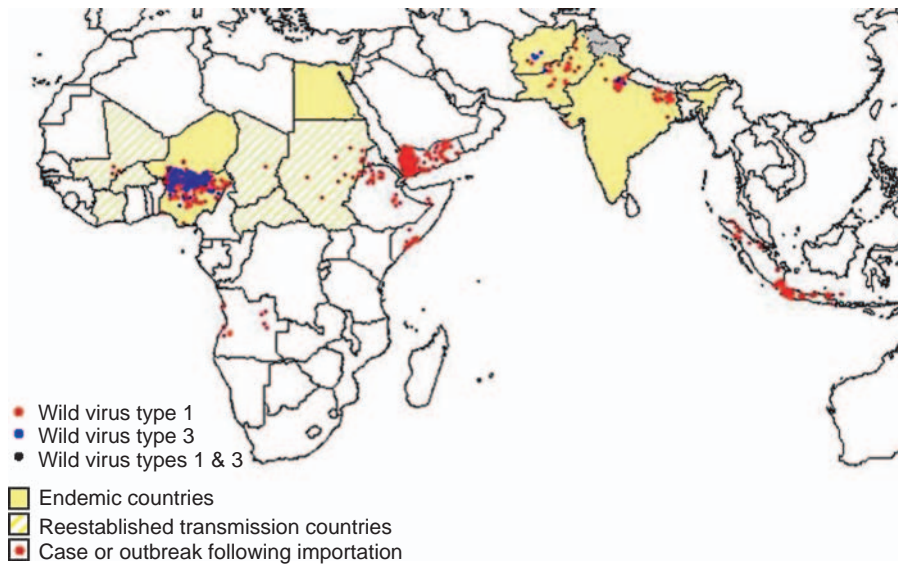 Wild virus type 1
Wild virus type 3
Wild virus types 1 & 3
Endemic countries
Reestablished transmission countries
Case or outbreak following importation